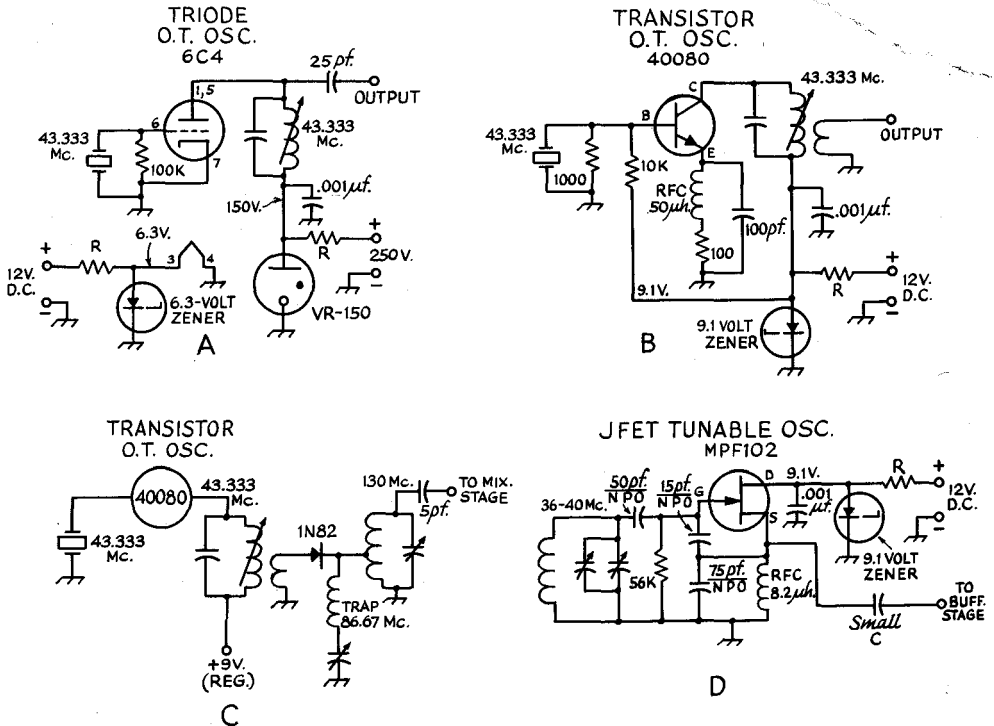 TRIODE
O.T. OSC.
6C4
25pf.
OUTPUT
1,5
6
7
43.333
Mc.
100K
43.333
Mc.
.001µf.
150V.
+
R
250V.
-
VR-150
6.3V.
+
R
3
4
12V.
D.C.
-
6.3-VOLT
ZENER
A
TRANSISTOR
O.T. OSC.
40080
C
B
E
43.333 Mc.
OUTPUT
43.333
Mc.
1000
10K
RFC
50µh.
100pf.
100
.001µf.
9.1V.
R
+
12V.
D.C.
-
9.1 VOLT
ZENER
B
TRANSISTOR
O.T. OSC.
40080
43.333
Mc.
43.333
Mc.
1N82
130 Mc.
5pf.
TO MIX.
STAGE
TRAP
86.67 Mc.
+9V.
(REG.)
C
JFET TUNABLE OSC.
MPF102
36-40Mc.
50pf.
NPO
15pf.
NPO
G
D
S
9.1V.
.001
µf.
R
+
12V.
D.C.
-
9.1 VOLT
ZENER
56K
75pf.
NPO
RFC
8.2µh.
Small
C
TO
BUFF.
STAGE
D